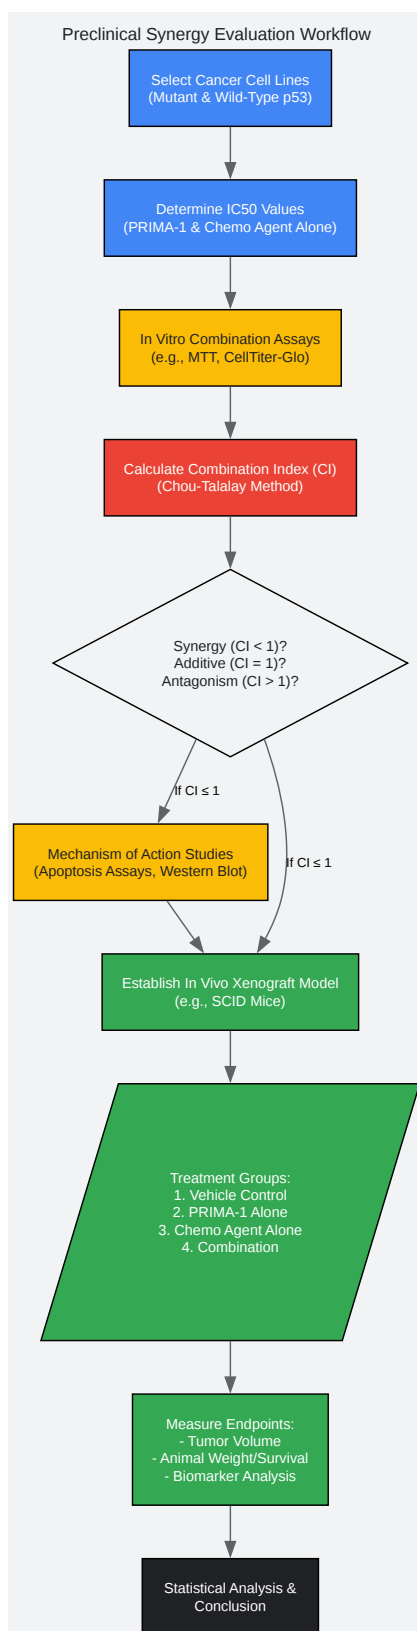 Preclinical Synergy Evaluation Workflow
Select Cancer Cell Lines
(Mutant & Wild-Type p53)
Determine IC50 Values
(PRIMA-1 & Chemo Agent Alone)
In Vitro Combination Assays
(e.g., MTT, CellTiter-Glo)
Calculate Combination Index (CI)
(Chou-Talalay Method)
Synergy (CI < 1)?
Additive (CI = 1)?
Antagonism (CI > 1)?
If CI ≤ 1
Mechanism of Action Studies
(Apoptosis Assays, Western Blot)
If CI ≤ 1
Establish In Vivo Xenograft Model
(e.g., SCID Mice)
Treatment Groups:
1. Vehicle Control
2. PRIMA-1 Alone
3. Chemo Agent Alone
4. Combination
Measure Endpoints:
- Tumor Volume
- Animal Weight/Survival
- Biomarker Analysis
Statistical Analysis &
Conclusion